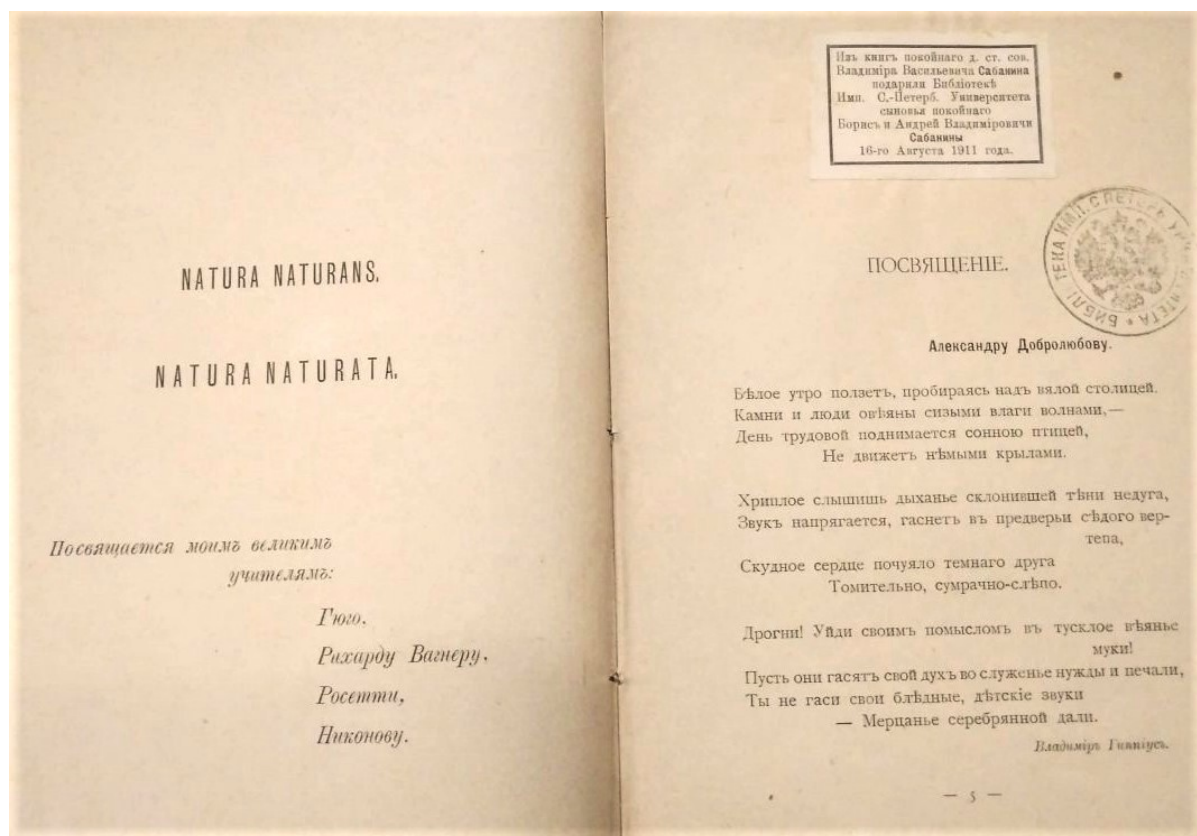 NATURA NATURANS.
NATURA NATURATA.
Посвящается моимъ великимъ
учителямъ:
Гюго,
Рихарду Вагнеру,
Росетти,
Никонову.
Изъ книгъ покойнаго д. ст. сов.
Владиміра Васильевича Сабанина
подарили Библіотекѣ
Имп. С.-Петерб. Университета
сыновья покойнаго
Борисъ и Андрей Владиміровичи
Сабанины
16-го Августа 1911 года.
ПОСВЯЩЕНІЕ.
Александру Добролюбову.
Бѣлое утро ползетъ, пробираясь надъ вялой столицей.
Камни и люди овѣяны сизыми влаги волнами,—
День трудовой поднимается сонною птицей,
Не движетъ нѣмыми крылами.
Хриплое слышишь дыханье склонившей тѣни недуга,
Звукъ напрягается, гаснетъ въ предверьи сѣдого вер-
тепа,
Скудное сердце почуяло темнаго друга
Томительно, сумрачно-слѣпо.
Дрогни! Уйди своимъ помысломъ въ тусклое вѣянье
муки!
Пусть они гасятъ свой духъ во служенье нужды и печали,
Ты не гаси свои блѣдные, дѣтскіе звуки
— Мерцанье серебрянной дали.
Владиміръ Гиппіусъ.
— 5 —